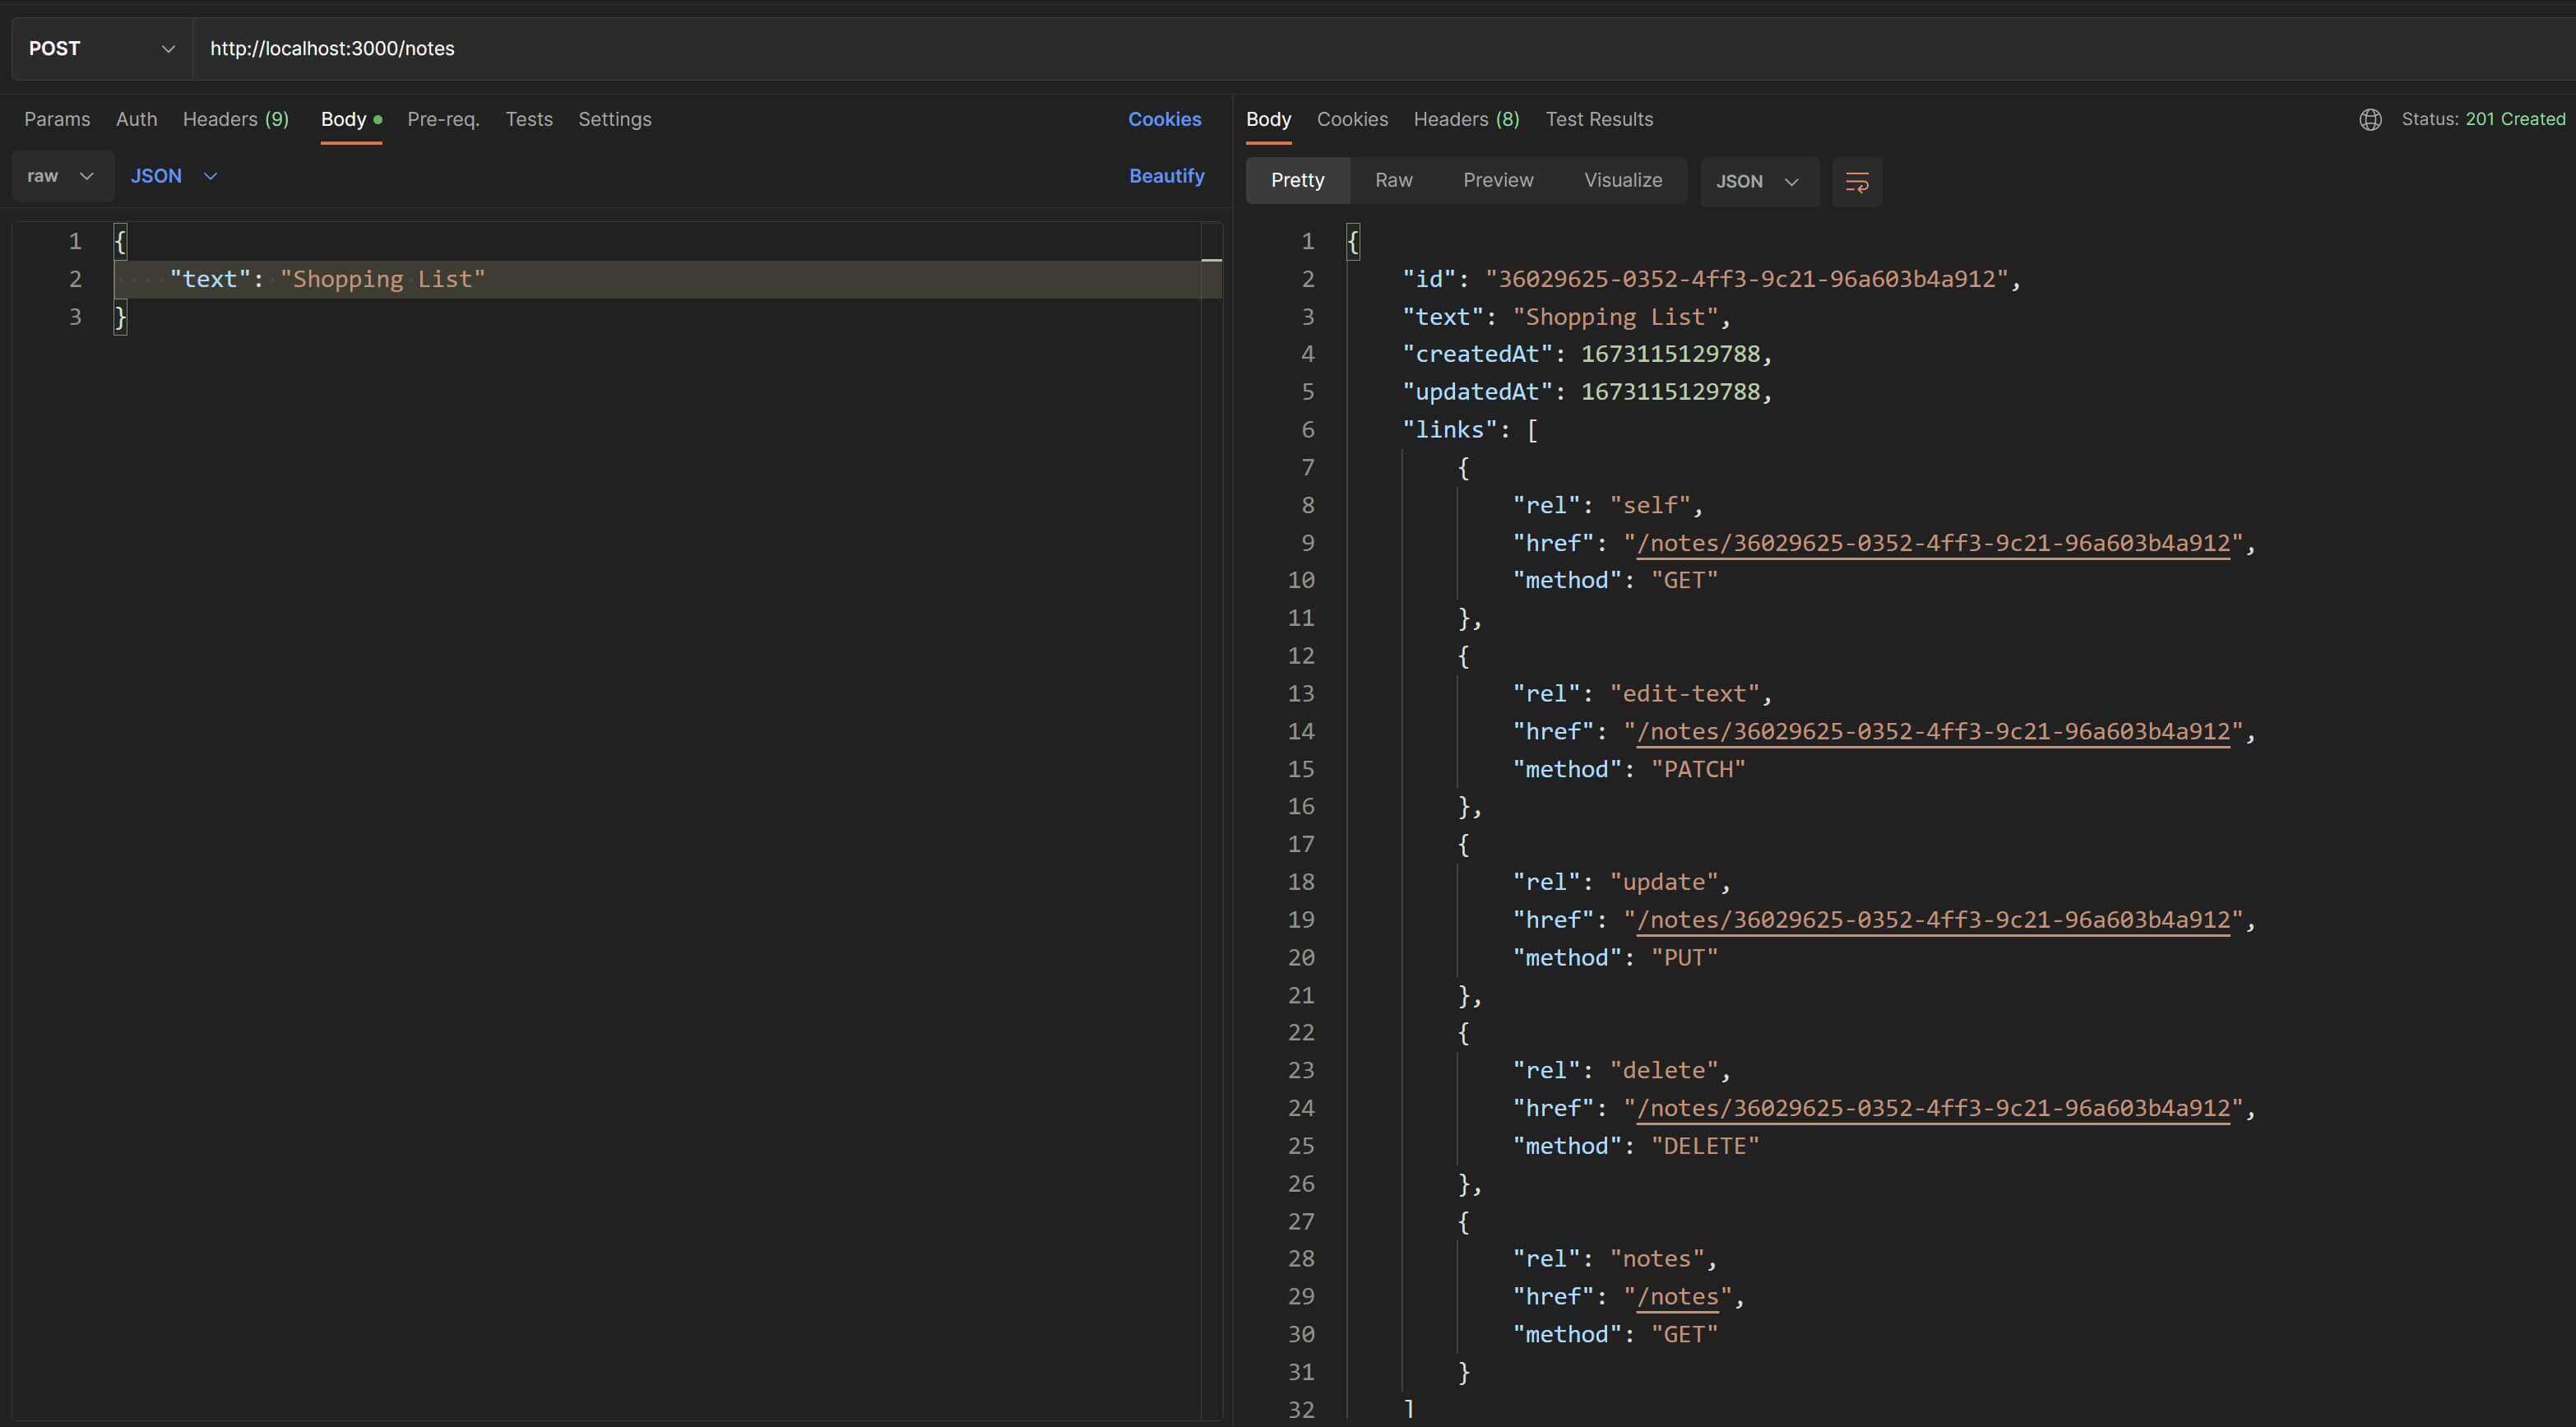 POST http://localhost:3000/notes
Params Auth Headers (9) Body Pre-req. Tests Settings Cookies
raw JSON Beautify
1 {
2 "text": "Shopping List"
3 }
Body Cookies Headers (8) Test Results Status: 201 Created
Pretty Raw Preview Visualize JSON
1 {
2 "id": "36029625-0352-4ff3-9c21-96a603b4a912",
3 "text": "Shopping List",
4 "createdAt": 1673115129788,
5 "updatedAt": 1673115129788,
6 "links": [
7 {
8 "rel": "self",
9 "href": "/notes/36029625-0352-4ff3-9c21-96a603b4a912",
10 "method": "GET"
11 },
12 {
13 "rel": "edit-text",
14 "href": "/notes/36029625-0352-4ff3-9c21-96a603b4a912",
15 "method": "PATCH"
16 },
17 {
18 "rel": "update",
19 "href": "/notes/36029625-0352-4ff3-9c21-96a603b4a912",
20 "method": "PUT"
21 },
22 {
23 "rel": "delete",
24 "href": "/notes/36029625-0352-4ff3-9c21-96a603b4a912",
25 "method": "DELETE"
26 },
27 {
28 "rel": "notes",
29 "href": "/notes",
30 "method": "GET"
31 }
32 ]